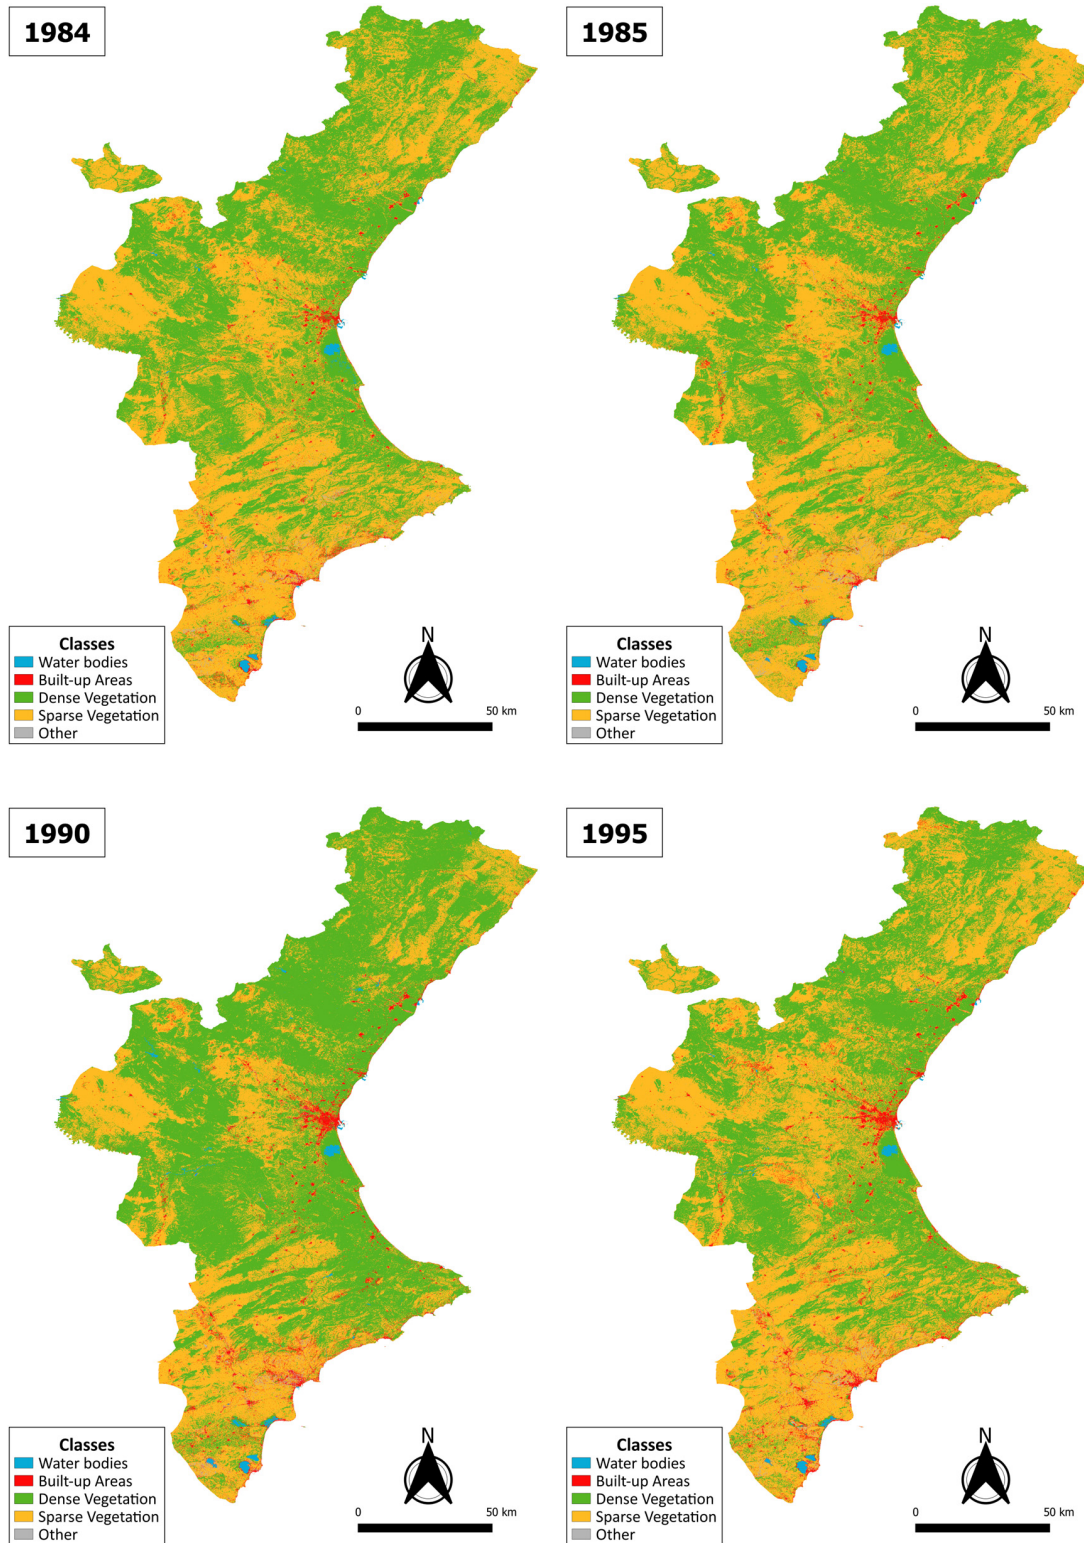 1984
N
Classes
Water bodies
Built-up Areas
Dense Vegetation
Sparse Vegetation
Other
0 50 km
1985
N
Classes
Water bodies
Built-up Areas
Dense Vegetation
Sparse Vegetation
Other
0 50 km
1990
N
Classes
Water bodies
Built-up Areas
Dense Vegetation
Sparse Vegetation
Other
0 50 km
1995
N
Classes
Water bodies
Built-up Areas
Dense Vegetation
Sparse Vegetation
Other
0 50 km